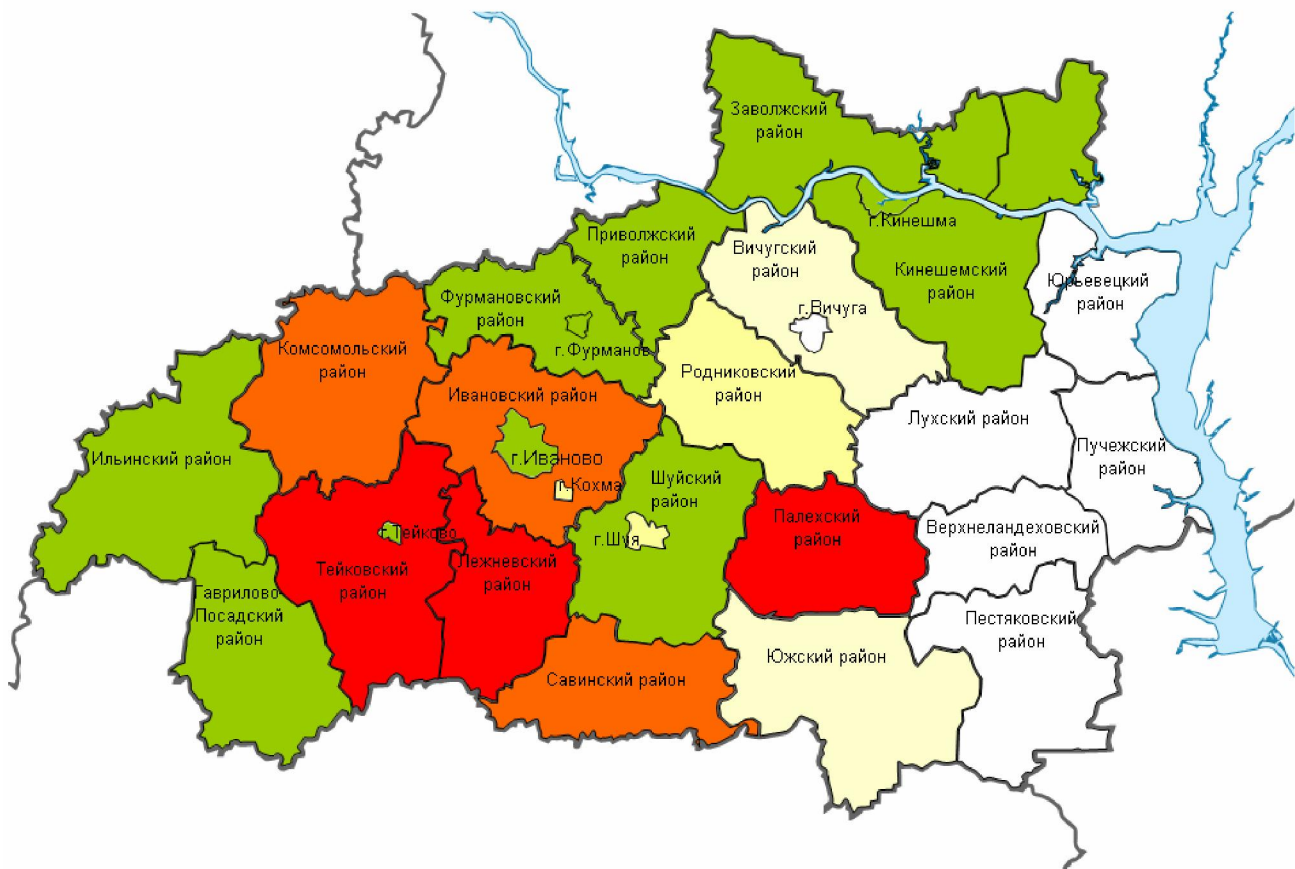 Заволжский
район
г.Кинешма
Приволжский
район
Вичугский
район
Кинешемский
район
Юрьевецкий
район
Фурмановский
район
г.Вичуга
г.Фурманов
Комсомольский
район
Родниковский
район
Ивановский район
Лухский район
Пучежский
район
Ильинский район
г.Иваново
г.Кохма
Шуйский
район
Палехский
район
Верхнеландеховский
район
г.Тейково
г.Шуя
Тейковский
район
Лежневский
район
Гаврилово-
Посадский
район
Пестяковский
район
Южский район
Савинский район